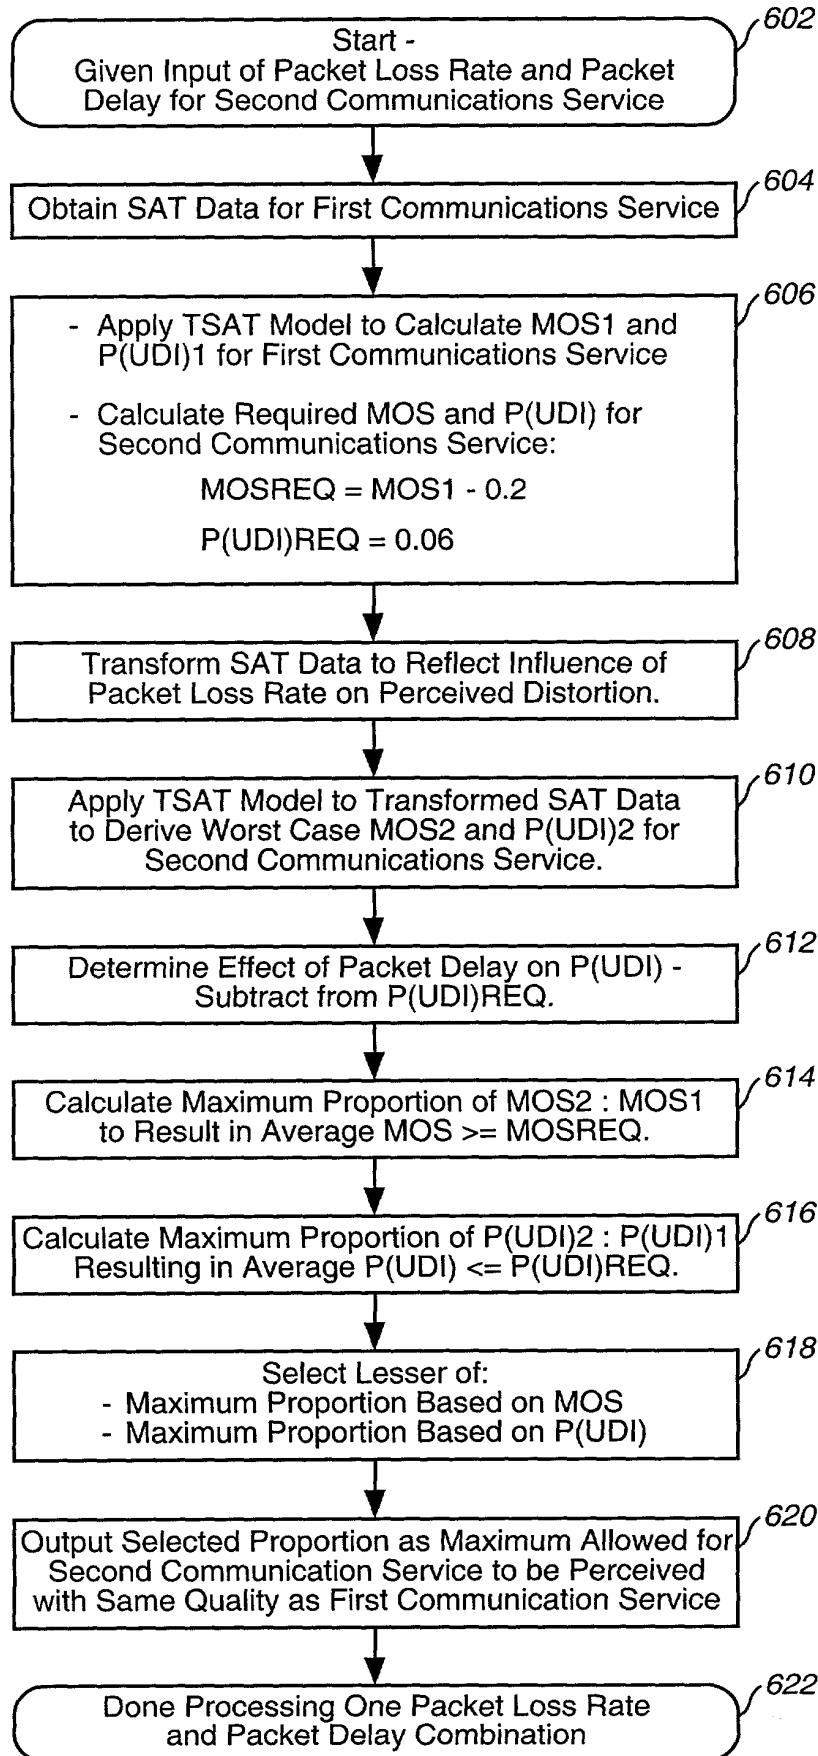 602
Start -
Given Input of Packet Loss Rate and Packet
Delay for Second Communications Service
604
Obtain SAT Data for First Communications Service
606
- Apply TSAT Model to Calculate MOS1 and
P(UDI)1 for First Communications Service
- Calculate Required MOS and P(UDI) for
Second Communications Service:
MOSREQ = MOS1 - 0.2
P(UDI)REQ = 0.06
608
Transform SAT Data to Reflect Influence of
Packet Loss Rate on Perceived Distortion.
610
Apply TSAT Model to Transformed SAT Data
to Derive Worst Case MOS2 and P(UDI)2 for
Second Communications Service.
612
Determine Effect of Packet Delay on P(UDI) -
Subtract from P(UDI)REQ.
614
Calculate Maximum Proportion of MOS2 : MOS1
to Result in Average MOS >= MOSREQ.
616
Calculate Maximum Proportion of P(UDI)2 : P(UDI)1
Resulting in Average P(UDI) <= P(UDI)REQ.
618
Select Lesser of:
- Maximum Proportion Based on MOS
- Maximum Proportion Based on P(UDI)
620
Output Selected Proportion as Maximum Allowed for
Second Communication Service to be Perceived
with Same Quality as First Communication Service
622
Done Processing One Packet Loss Rate
and Packet Delay Combination